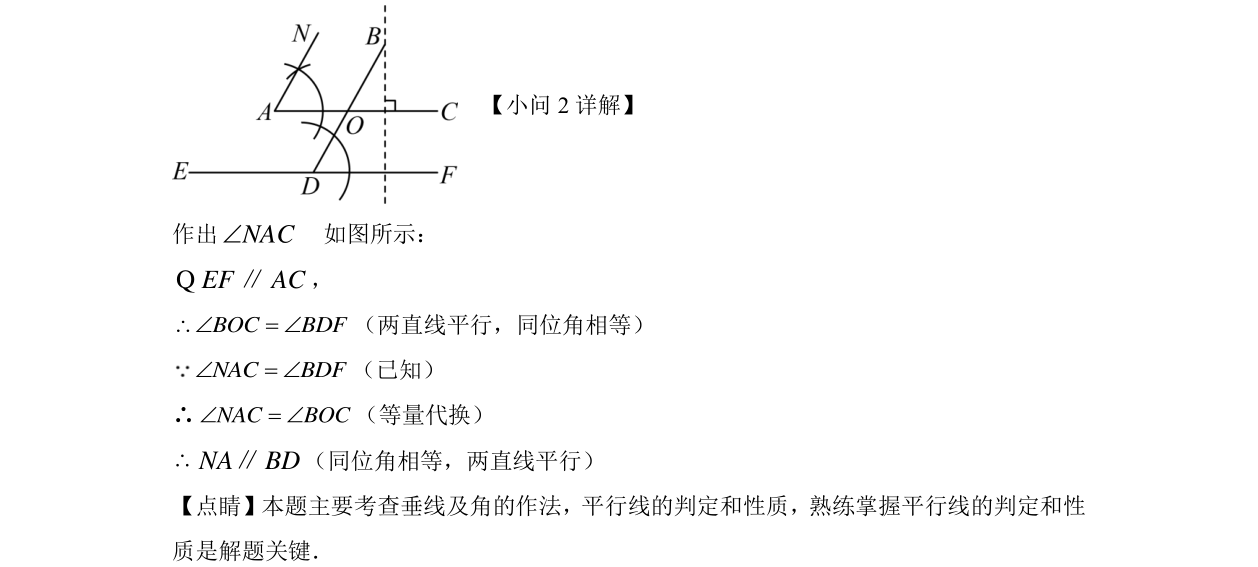 N
B
A
O
C
【小问 2 详解】
E
D
F
作出∠NAC 如图所示：
Q EF // AC，
∴∠BOC = ∠BDF（两直线平行，同位角相等）
∵∠NAC = ∠BDF（已知）
∴ ∠NAC = ∠BOC（等量代换）
∴ NA // BD（同位角相等，两直线平行）
【点睛】本题主要考查垂线及角的作法，平行线的判定和性质，熟练掌握平行线的判定和性
质是解题关键．